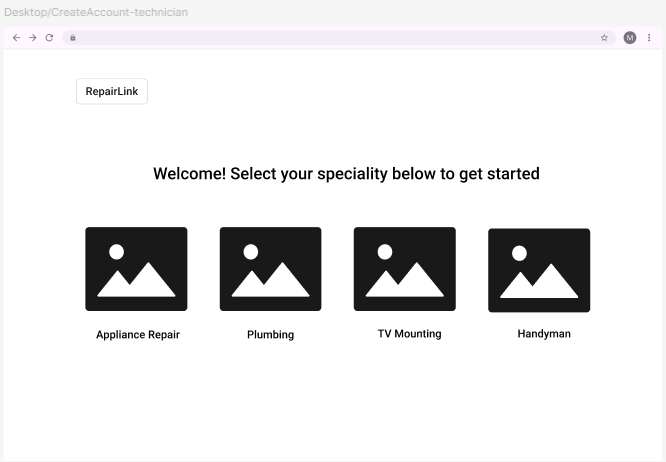 Desktop/CreateAccount-technician
M
RepairLink
Welcome! Select your speciality below to get started
Appliance Repair
Plumbing
TV Mounting
Handyman